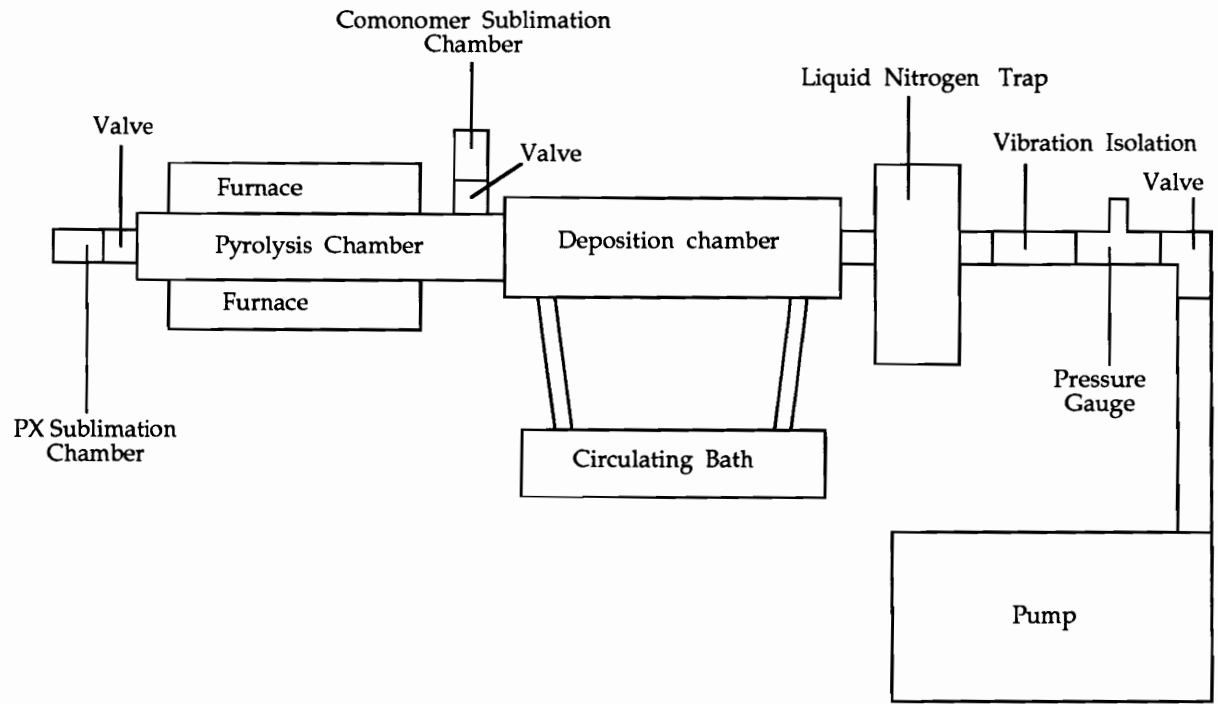 Comonomer Sublimation
Chamber
Liquid Nitrogen Trap
Valve
Vibration Isolation
Valve
Valve
Furnace
Pyrolysis Chamber
Deposition chamber
Furnace
Pressure
Gauge
PX Sublimation
Chamber
Circulating Bath
Pump